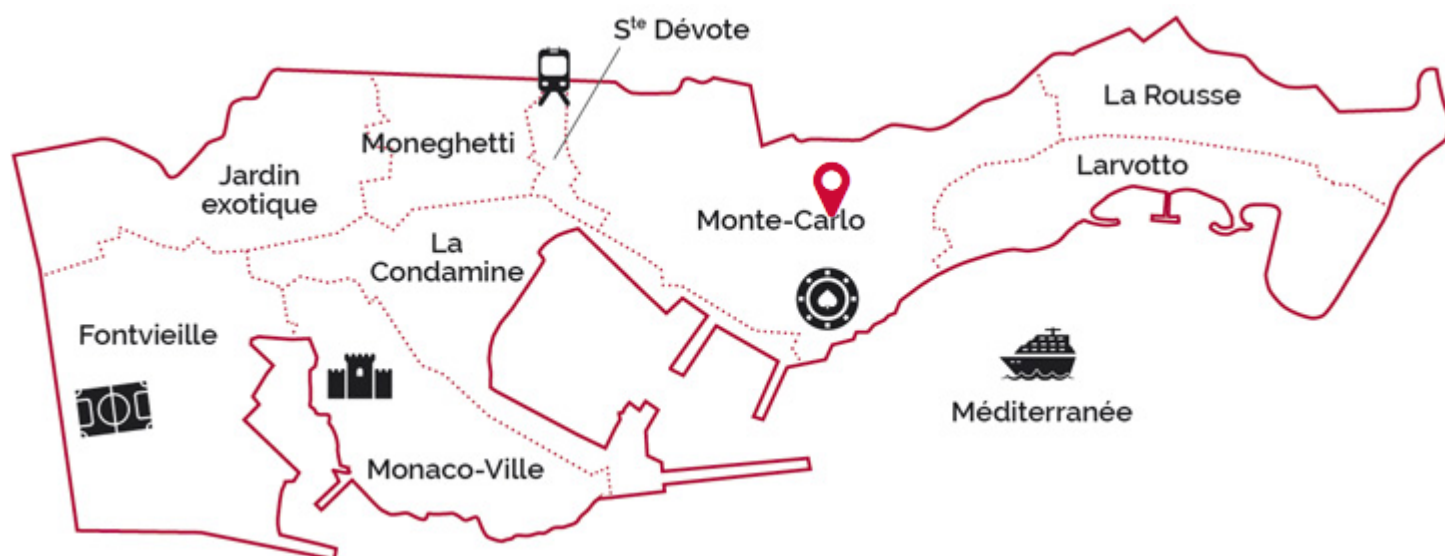 Sᵗᵉ Dévote
La Rousse
Moneghetti
Larvotto
Jardin
exotique
Monte-Carlo
La
Condamine
Fontvieille
Méditerranée
Monaco-Ville